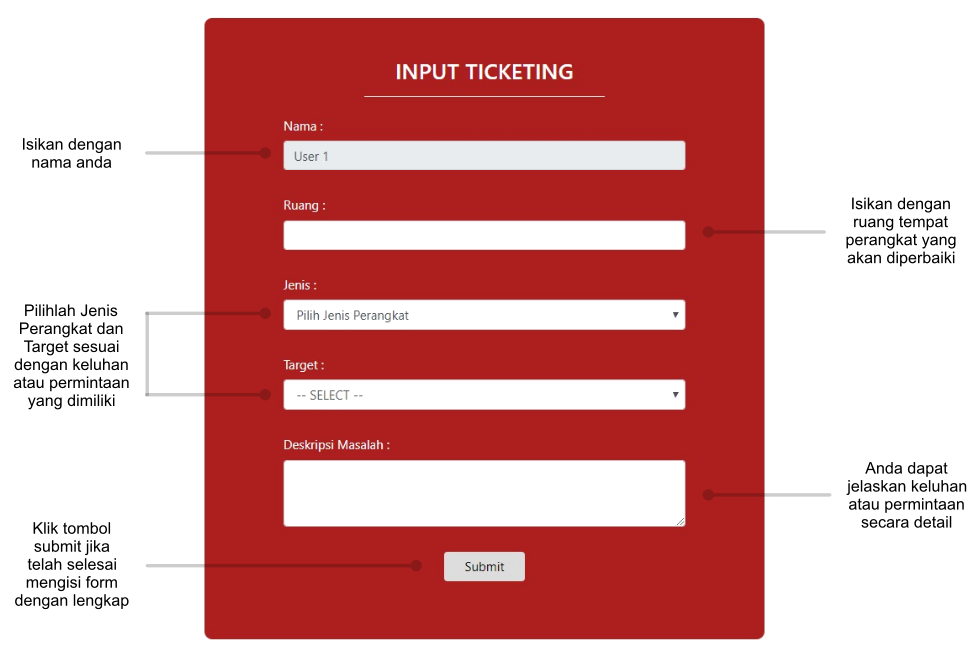 INPUT TICKETING
Nama :
Isikan dengan
nama anda
User 1
Ruang :
Isikan dengan
ruang tempat
perangkat yang
akan diperbaiki
Jenis :
Pilihlah Jenis
Perangkat dan
Target sesuai
dengan keluhan
atau permintaan
yang dimiliki
Pilih Jenis Perangkat
Target :
-- SELECT --
Deskripsi Masalah :
Anda dapat
jelaskan keluhan
atau permintaan
secara detail
Klik tombol
submit jika
telah selesai
mengisi form
dengan lengkap
Submit